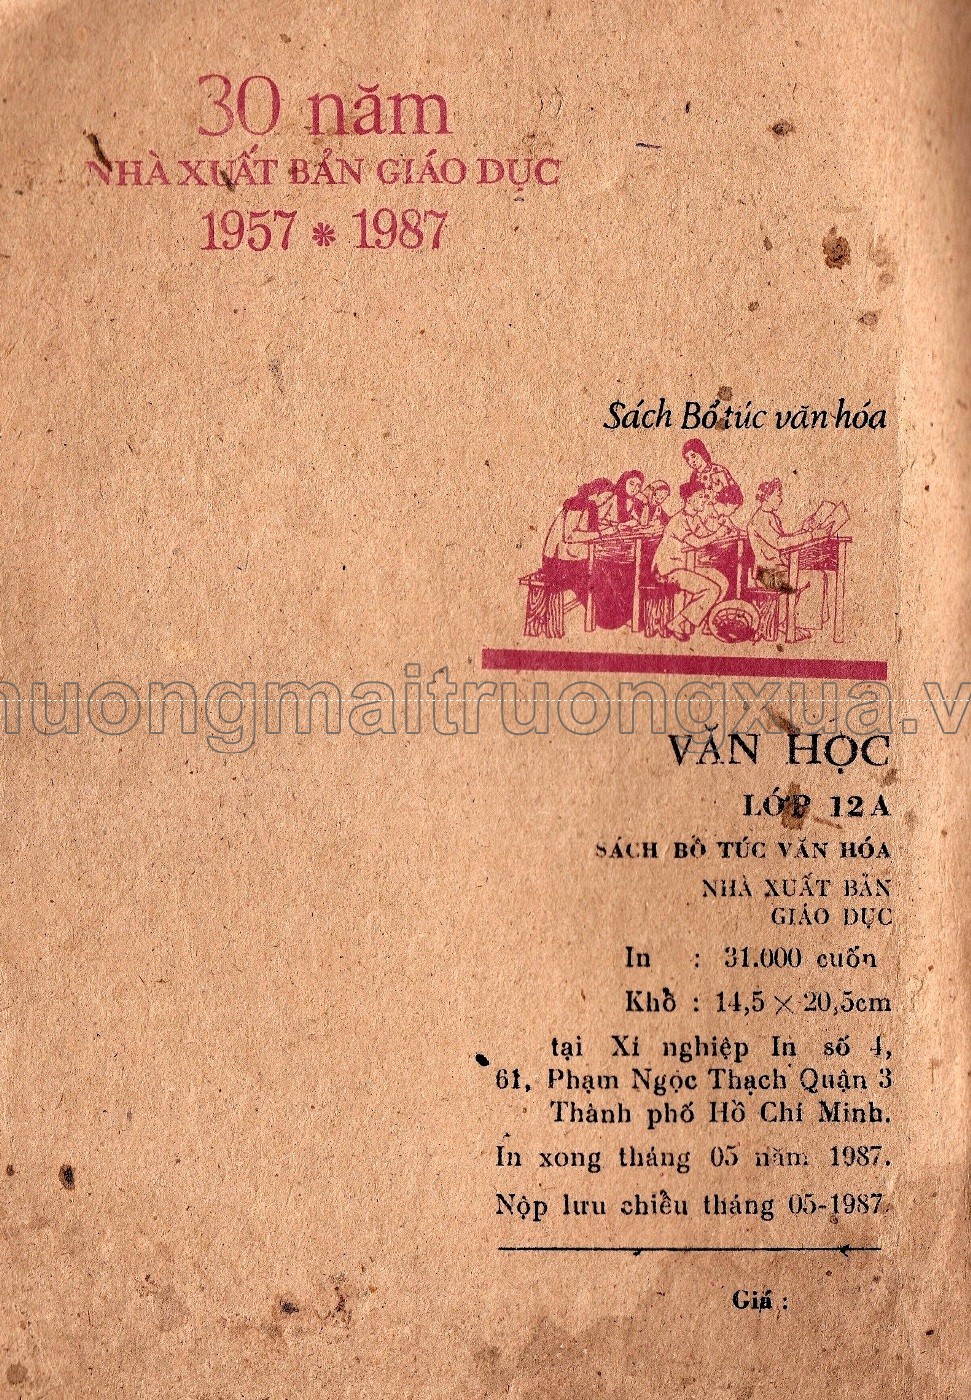 30 năm
NHÀ XUẤT BẢN GIÁO DỤC
1957 * 1987
Sách Bổ túc văn hóa
huongmaitruongxua.v
VĂN HỌC
LỚP 12A
SÁCH BỔ TÚC VĂN HÓA
NHÀ XUẤT BẢN
GIÁO DỤC
In : 31.000 cuốn
Khổ : 14,5 × 20,5cm
tại Xí nghiệp In số 4,
61, Phạm Ngọc Thạch Quận 3
Thành phố Hồ Chí Minh.
In xong tháng 05 năm 1987.
Nộp lưu chiểu tháng 05-1987.
Giá :